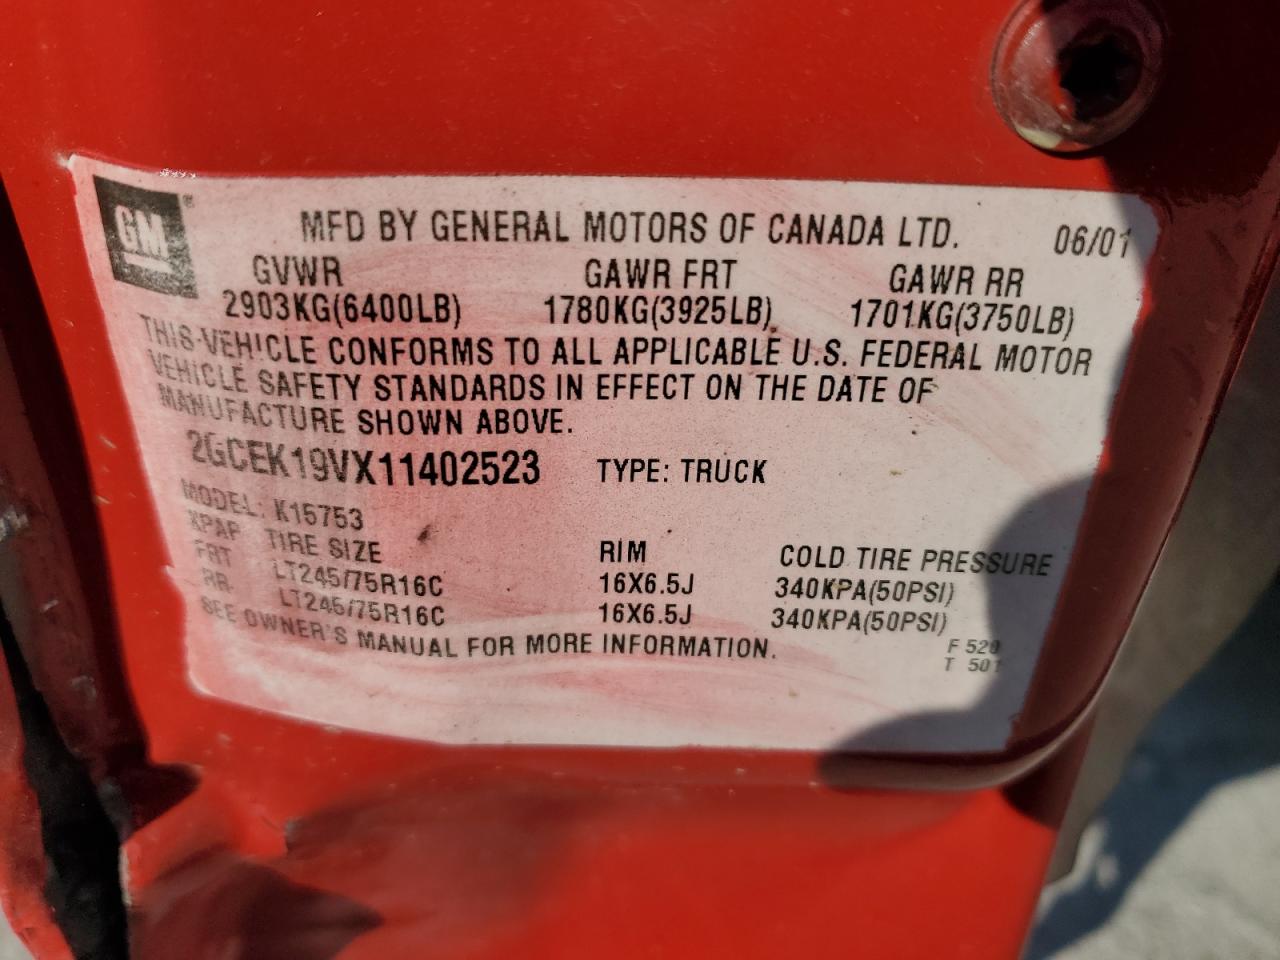 GM ®
MFD BY GENERAL MOTORS OF CANADA LTD. 06/01
GVWR GAWR FRT GAWR RR
2903KG(6400LB) 1780KG(3925LB) 1701KG(3750LB)
THIS VEHICLE CONFORMS TO ALL APPLICABLE U.S. FEDERAL MOTOR
VEHICLE SAFETY STANDARDS IN EFFECT ON THE DATE OF
MANUFACTURE SHOWN ABOVE.
2GCEK19VX11402523 TYPE: TRUCK
MODEL: K15753
XPAP TIRE SIZE RIM COLD TIRE PRESSURE
FRT LT245/75R16C 16X6.5J 340KPA(50PSI)
RR LT245/75R16C 16X6.5J 340KPA(50PSI)
SEE OWNER'S MANUAL FOR MORE INFORMATION.
F 520
T 501